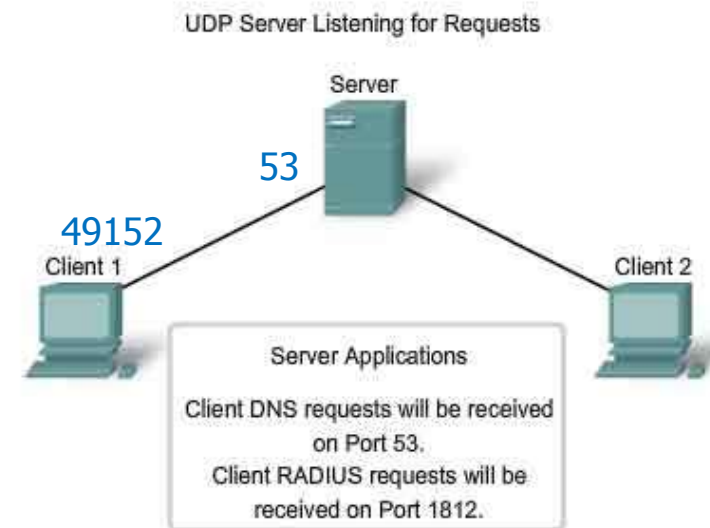 UDP Server Listening for Requests
Server
53
49152
Client 1
Client 2
Server Applications
Client DNS requests will be received
on Port 53.
Client RADIUS requests will be
received on Port 1812.